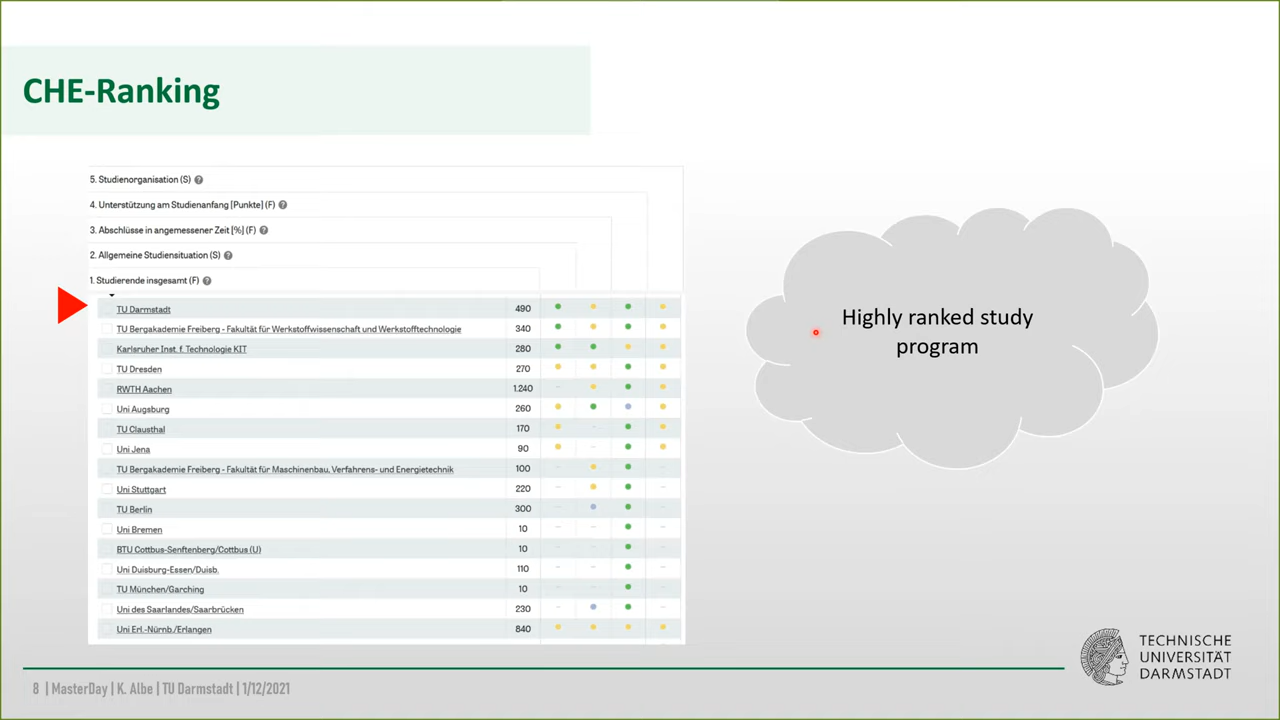 CHE-Ranking
5. Studienorganisation (S) ?
4. Unterstützung am Studienanfang [Punkte] (F) ?
3. Abschlüsse in angemessener Zeit [%] (F) ?
2. Allgemeine Studiensituation (S) ?
1. Studierende insgesamt (F) ?
TU Darmstadt 490
TU Bergakademie Freiberg - Fakultät für Werkstoffwissenschaft und Werkstofftechnologie 340
Karlsruher Inst. f. Technologie KIT 280
TU Dresden 270
RWTH Aachen 1.240
Uni Augsburg 260
TU Clausthal 170
Uni Jena 90
TU Bergakademie Freiberg - Fakultät für Maschinenbau, Verfahrens- und Energietechnik 100
Uni Stuttgart 220
TU Berlin 300
Uni Bremen 10
BTU Cottbus-Senftenberg/Cottbus (U) 10
Uni Duisburg-Essen/Duisb. 110
TU München/Garching 10
Uni des Saarlandes/Saarbrücken 230
Uni Erl.-Nürnb./Erlangen 840
Highly ranked study
program
8 | MasterDay | K. Albe | TU Darmstadt | 1/12/2021
TECHNISCHE
UNIVERSITÄT
DARMSTADT